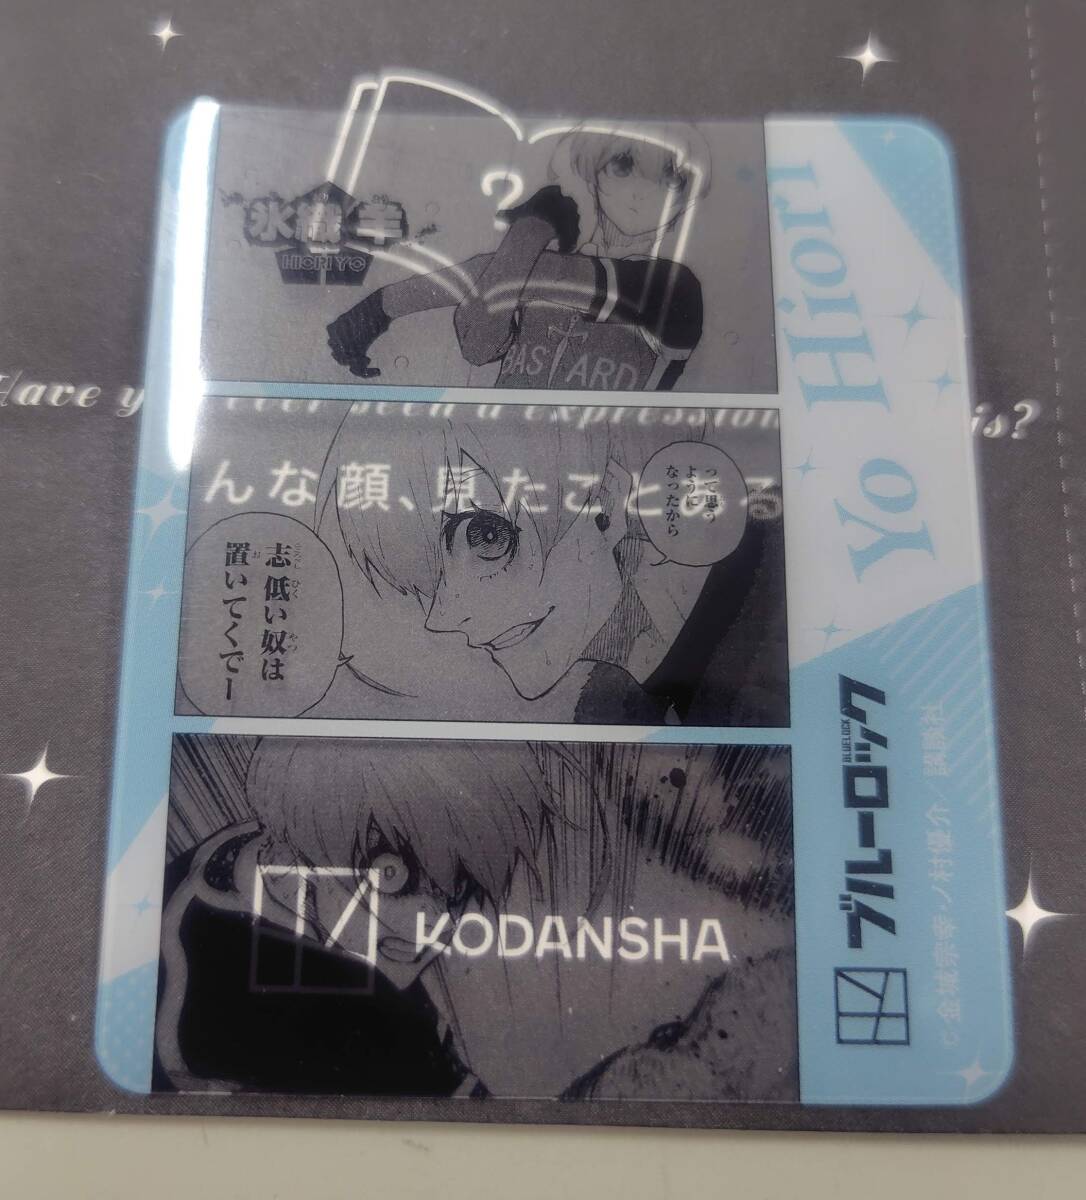 ?
氷織 羊
HIORI YO
BASTARD
Yo Hiori
Have y ever seen a expression is?
んな顔、見たことある
って思う
ように
なったから
志低い奴は
置いてくでー
KODANSHA
BLUELOCK
ブルーロック
©金城宗幸・ノ村優介/講談社